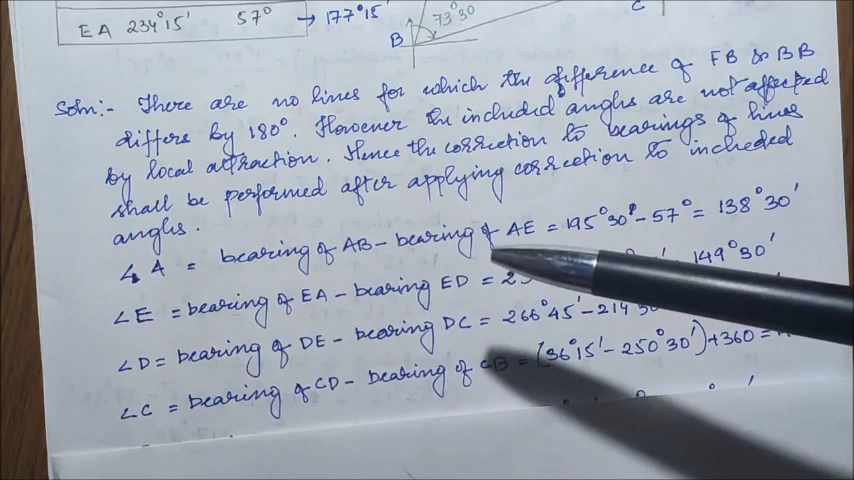 EA 234°15' 57° → 177°15'
B 73°30 C
Soln:- There are no lines for which the difference of FB & BB
differs by 180°. However the included angles are not affected
by local attraction. Hence the correction to bearings of lines
shall be performed after applying correction to included
angles.
∠A = bearing of AB - bearing of AE = 195°30' - 57° = 138°30'
∠E = bearing of EA - bearing ED = 149°30'
∠D = bearing of DE - bearing DC = 266°45' - 214°30'
∠C = bearing of CD - bearing of CB = (36°15' - 250°30') + 360 =